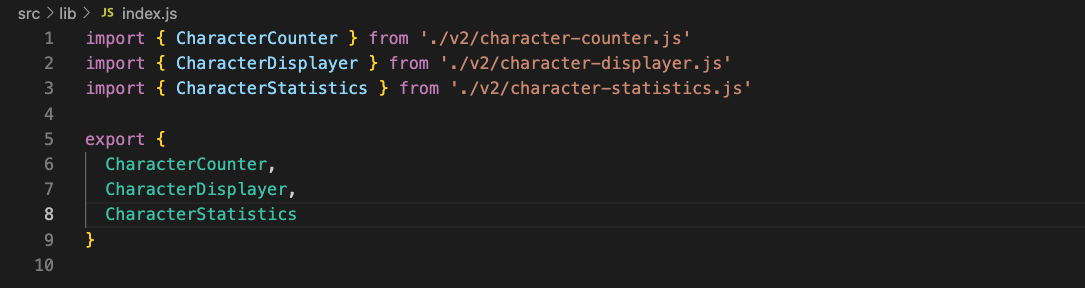 src > lib > JS index.js
1 import { CharacterCounter } from './v2/character-counter.js'
2 import { CharacterDisplayer } from './v2/character-displayer.js'
3 import { CharacterStatistics } from './v2/character-statistics.js'
4
5 export {
6 CharacterCounter,
7 CharacterDisplayer,
8 CharacterStatistics
9 }
10